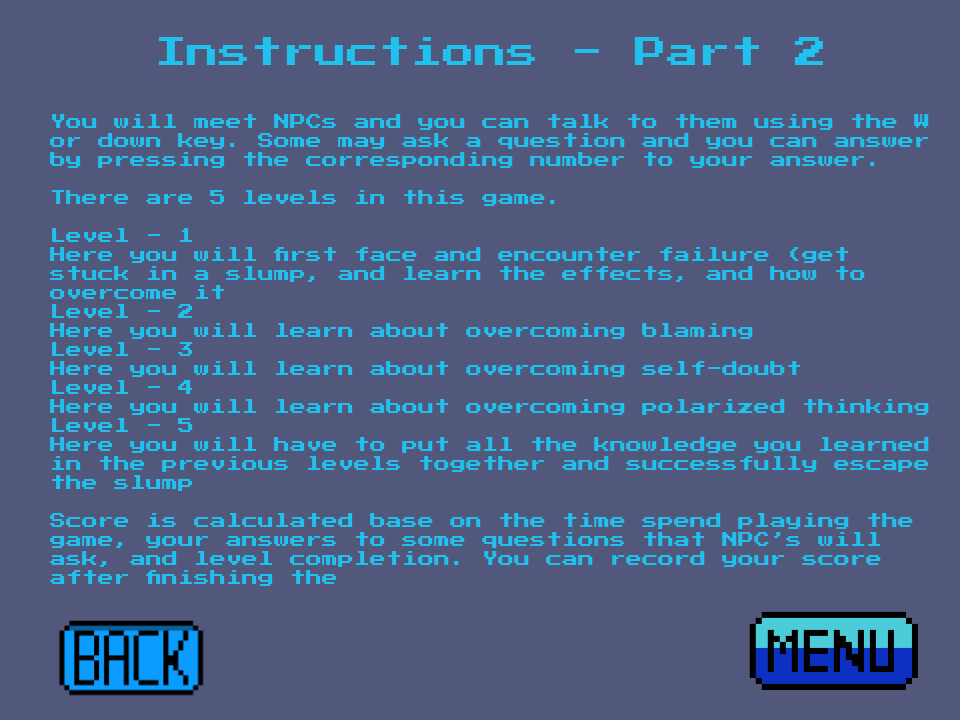 Instructions - Part 2
You will meet NPCs and you can talk to them using the W
or down key. Some may ask a question and you can answer
by pressing the corresponding number to your answer.
There are 5 levels in this game.
Level - 1
Here you will first face and encounter failure (get
stuck in a slump, and learn the effects, and how to
overcome it
Level - 2
Here you will learn about overcoming blaming
Level - 3
Here you will learn about overcoming self-doubt
Level - 4
Here you will learn about overcoming polarized thinking
Level - 5
Here you will have to put all the knowledge you learned
in the previous levels together and successfully escape
the slump
Score is calculated base on the time spend playing the
game, your answers to some questions that NPC's will
ask, and level completion. You can record your score
after finishing the
BACK
MENU